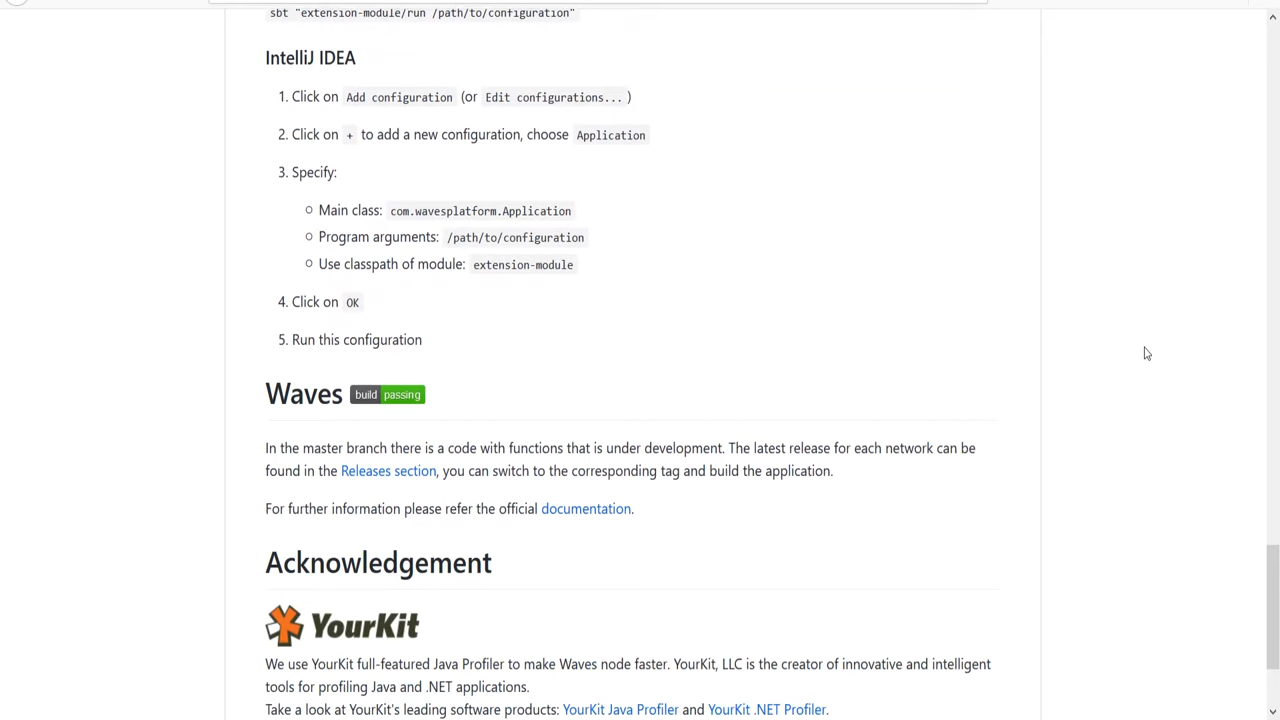 sbt "extension-module/run /path/to/configuration"
IntelliJ IDEA
1. Click on Add configuration (or Edit configurations... )
2. Click on + to add a new configuration, choose Application
3. Specify:
Main class: com.wavesplatform.Application
Program arguments: /path/to/configuration
Use classpath of module: extension-module
4. Click on OK
5. Run this configuration
Waves build passing
In the master branch there is a code with functions that is under development. The latest release for each network can be
found in the Releases section, you can switch to the corresponding tag and build the application.
For further information please refer the official documentation.
Acknowledgement
YourKit
We use YourKit full-featured Java Profiler to make Waves node faster. YourKit, LLC is the creator of innovative and intelligent
tools for profiling Java and .NET applications.
Take a look at YourKit's leading software products: YourKit Java Profiler and YourKit .NET Profiler.